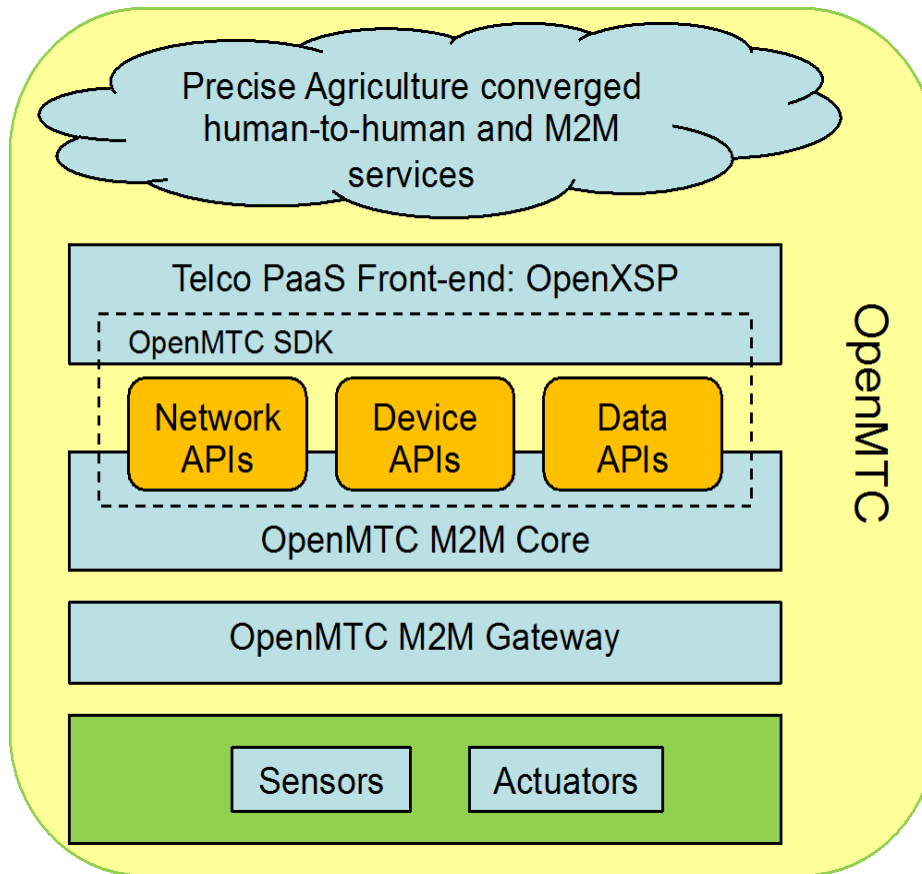 Precise Agriculture converged
human-to-human and M2M
services
Telco PaaS Front-end: OpenXSP
OpenMTC SDK
Network
APIs
Device
APIs
Data
APIs
OpenMTC M2M Core
OpenMTC M2M Gateway
Sensors
Actuators
OpenMTC